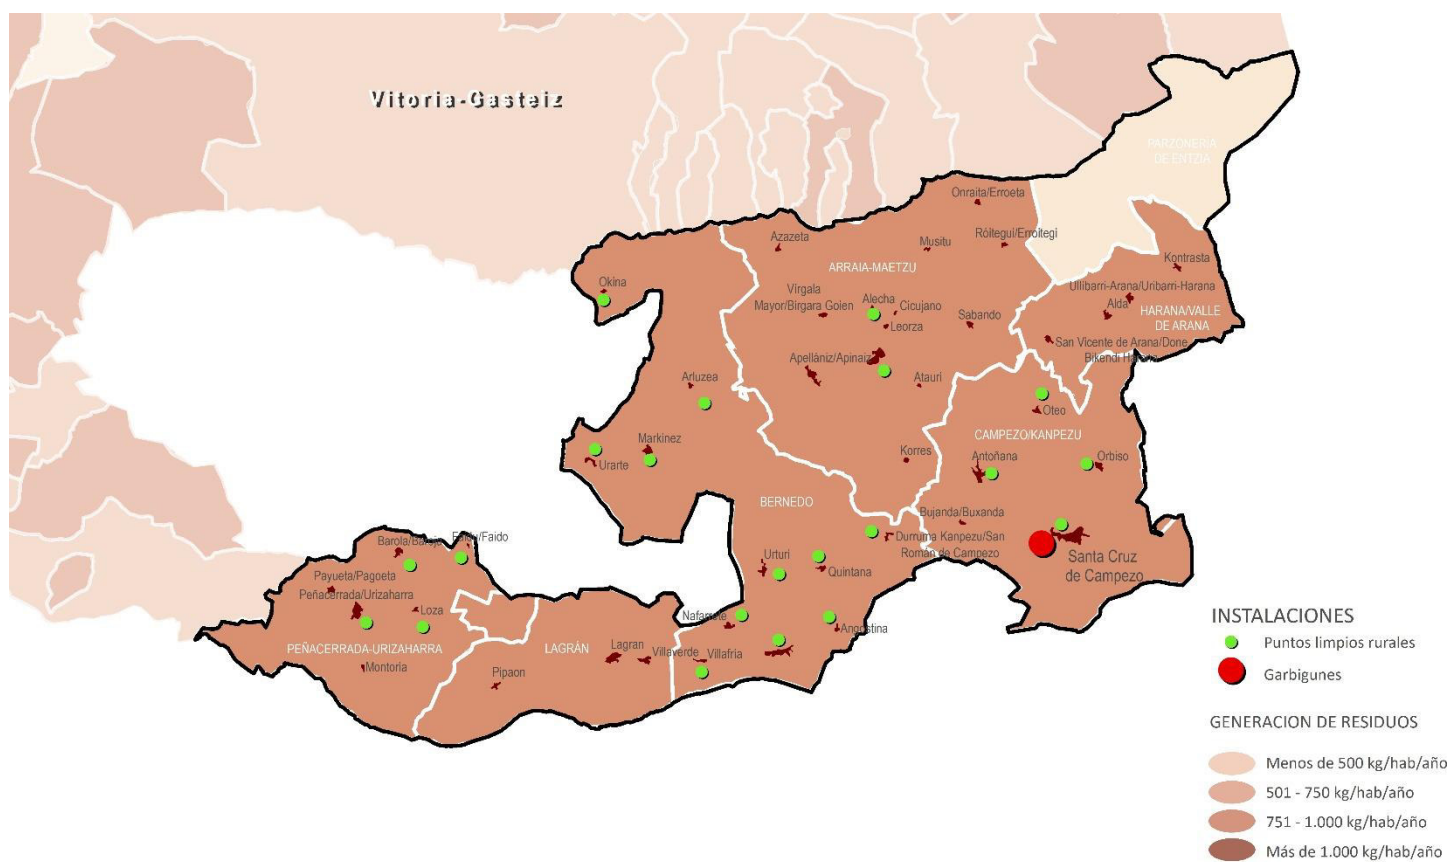 Vitoria-Gasteiz
PARZONERIA
DE ENTZIA
Onraita/Erroeta
Azazeta
Musitu
Róitegui/Erroitegi
Kontrasta
ARRAIA-MAETZU
Okina
Ullibarri-Arana/Uribarri-Harana
Vírgala
Mayor/Birgara Goien
Alecha
Cicujano
Alda
HARANA/VALLE
DE ARANA
Leorza
Sabando
San Vicente de Arana/Done
Bikendi Harana
Apellániz/Apinaiz
Arluzea
Atauri
Oteo
CAMPEZO/KANPEZU
Markinez
Urarte
Korres
Antoñana
Orbiso
BERNEDO
Bujanda/Buxanda
Barola/Baroja
Faido/Faido
Durruma Kanpezu/San
Román de Campezo
Santa Cruz
de Campezo
Urturi
Quintana
Payueta/Pagoeta
Peñacerrada/Urizaharra
Loza
Nafarrete
Angostina
PEÑACERRADA-URIZAHARRA
LAGRÁN
Lagran
Villaverde
Villafria
Montoria
Pipaon
INSTALACIONES
Puntos limpios rurales
Garbigunes
GENERACION DE RESIDUOS
Menos de 500 kg/hab/año
501 - 750 kg/hab/año
751 - 1.000 kg/hab/año
Más de 1.000 kg/hab/año